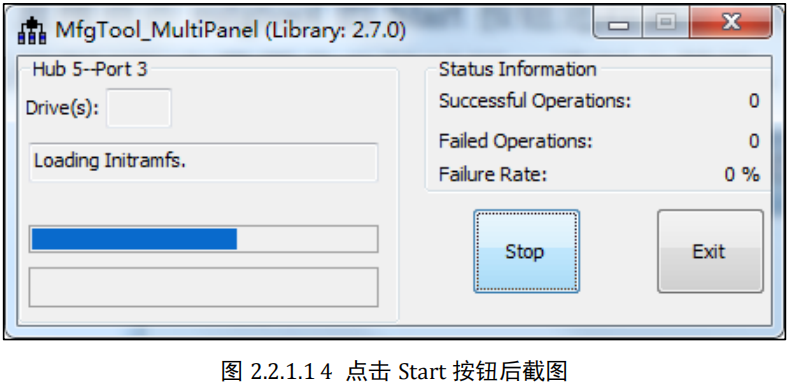 MfgTool_MultiPanel (Library: 2.7.0)
Hub 5--Port 3
Drive(s):
Loading Initramfs.
Status Information
Successful Operations: 0
Failed Operations: 0
Failure Rate: 0 %
Stop
Exit
图 2.2.1.1 4 点击 Start 按钮后截图